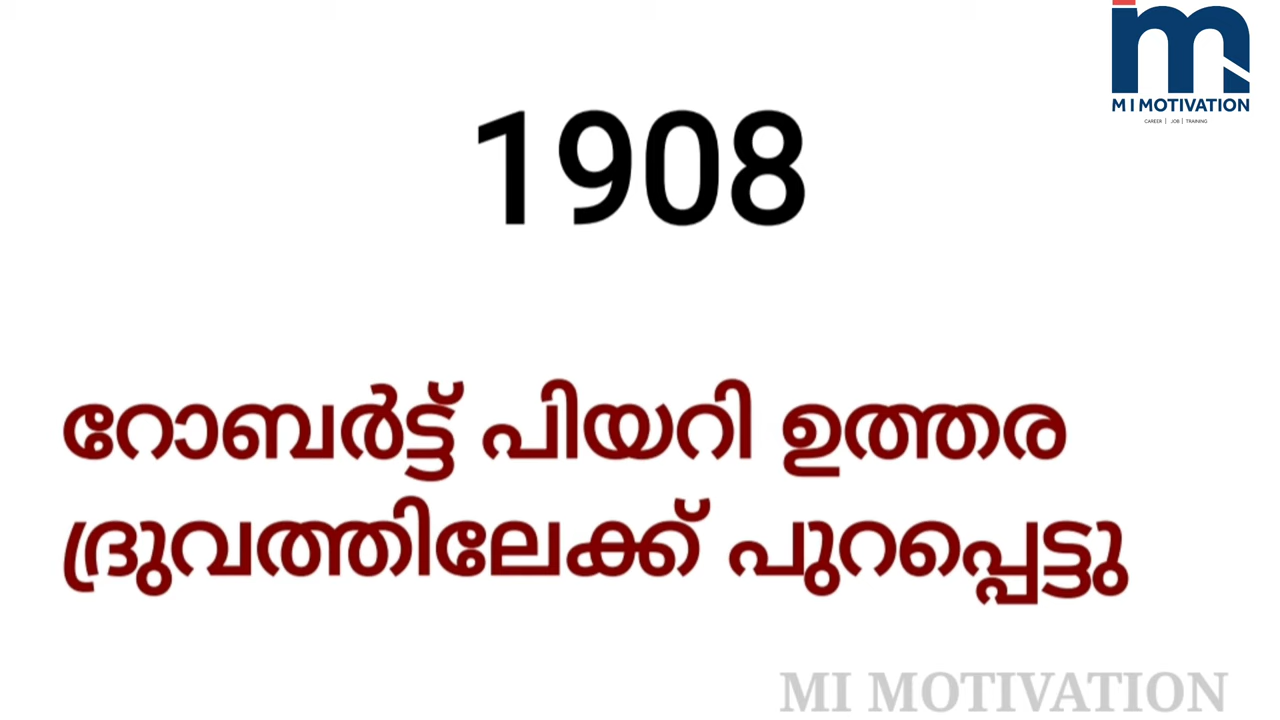 M I MOTIVATION
CAREER | JOB | TRAINING
1908
റോബർട്ട് പിയറി ഉത്തര
ദ്രുവത്തിലേക്ക് പുറപ്പെട്ടു
MI MOTIVATION